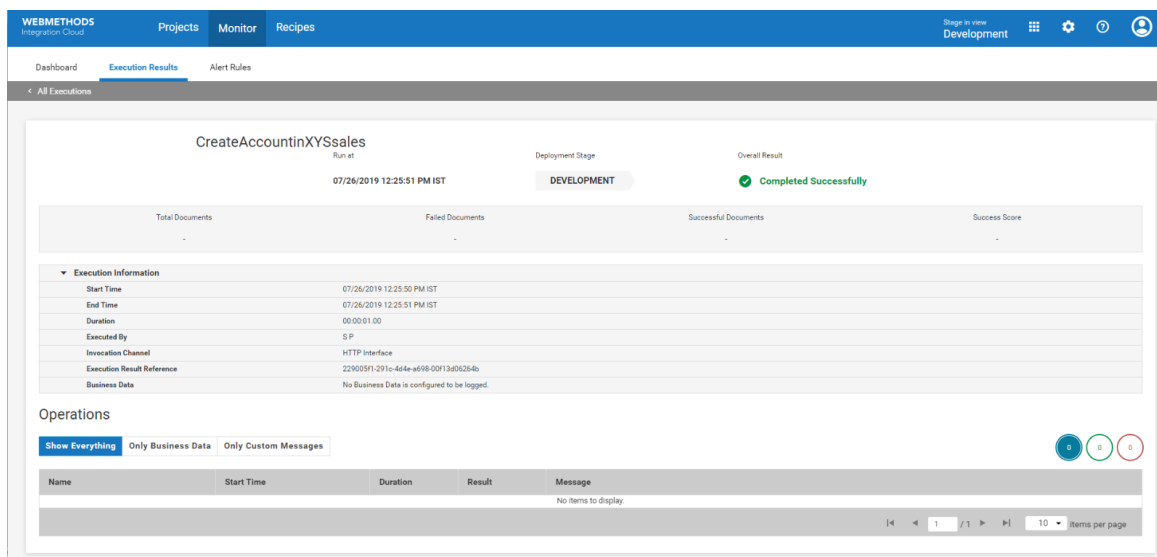 WEBMETHODS
Integration Cloud
Projects Monitor Recipes
Stage in view
Development
Dashboard Execution Results Alert Rules
< All Executions
CreateAccountinXYSsales
Run at Deployment Stage Overall Result
07/26/2019 12:25:51 PM IST DEVELOPMENT Completed Successfully
Total Documents Failed Documents Successful Documents Success Score
- - - -
Execution Information
Start Time 07/26/2019 12:25:50 PM IST
End Time 07/26/2019 12:25:51 PM IST
Duration 00:00:01.00
Executed By S P
Invocation Channel HTTP Interface
Execution Result Reference 229005f1-291c-4d4e-a698-00f13d06264b
Business Data No Business Data is configured to be logged.
Operations
Show Everything Only Business Data Only Custom Messages 0 0 0
Name Start Time Duration Result Message
No items to display.
1 / 1 10 items per page